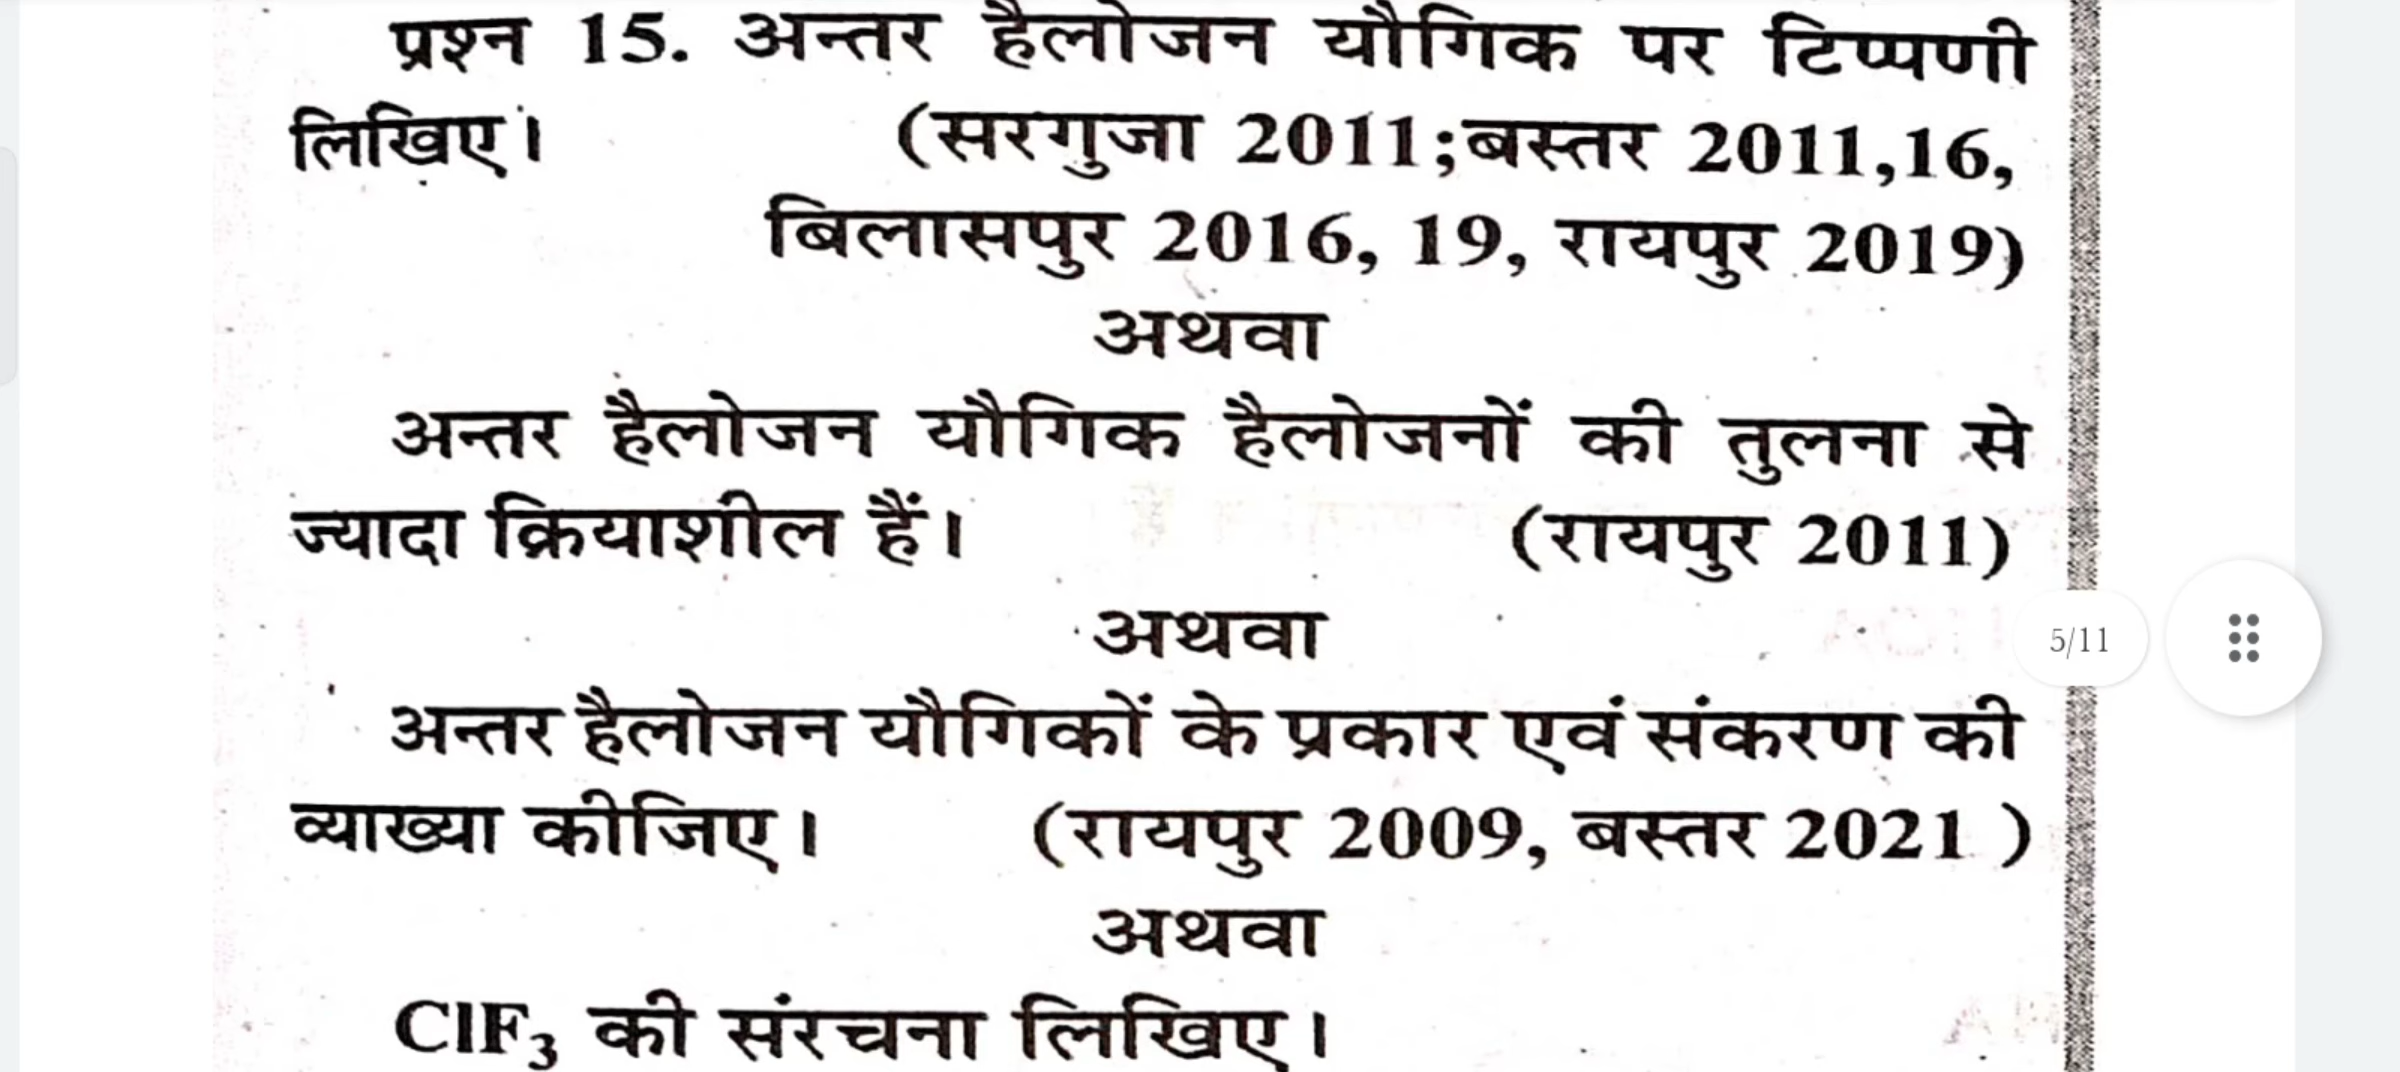 प्रश्न 15. अन्तर हैलोजन यौगिक पर टिप्पणी
लिखिए। (सरगुजा 2011;बस्तर 2011,16,
बिलासपुर 2016, 19, रायपुर 2019)
अथवा
अन्तर हैलोजन यौगिक हैलोजनों की तुलना से
ज्यादा क्रियाशील हैं। (रायपुर 2011)
अथवा
5/11
अन्तर हैलोजन यौगिकों के प्रकार एवं संकरण की
व्याख्या कीजिए। (रायपुर 2009, बस्तर 2021 )
अथवा
ClF₃ की संरचना लिखिए।